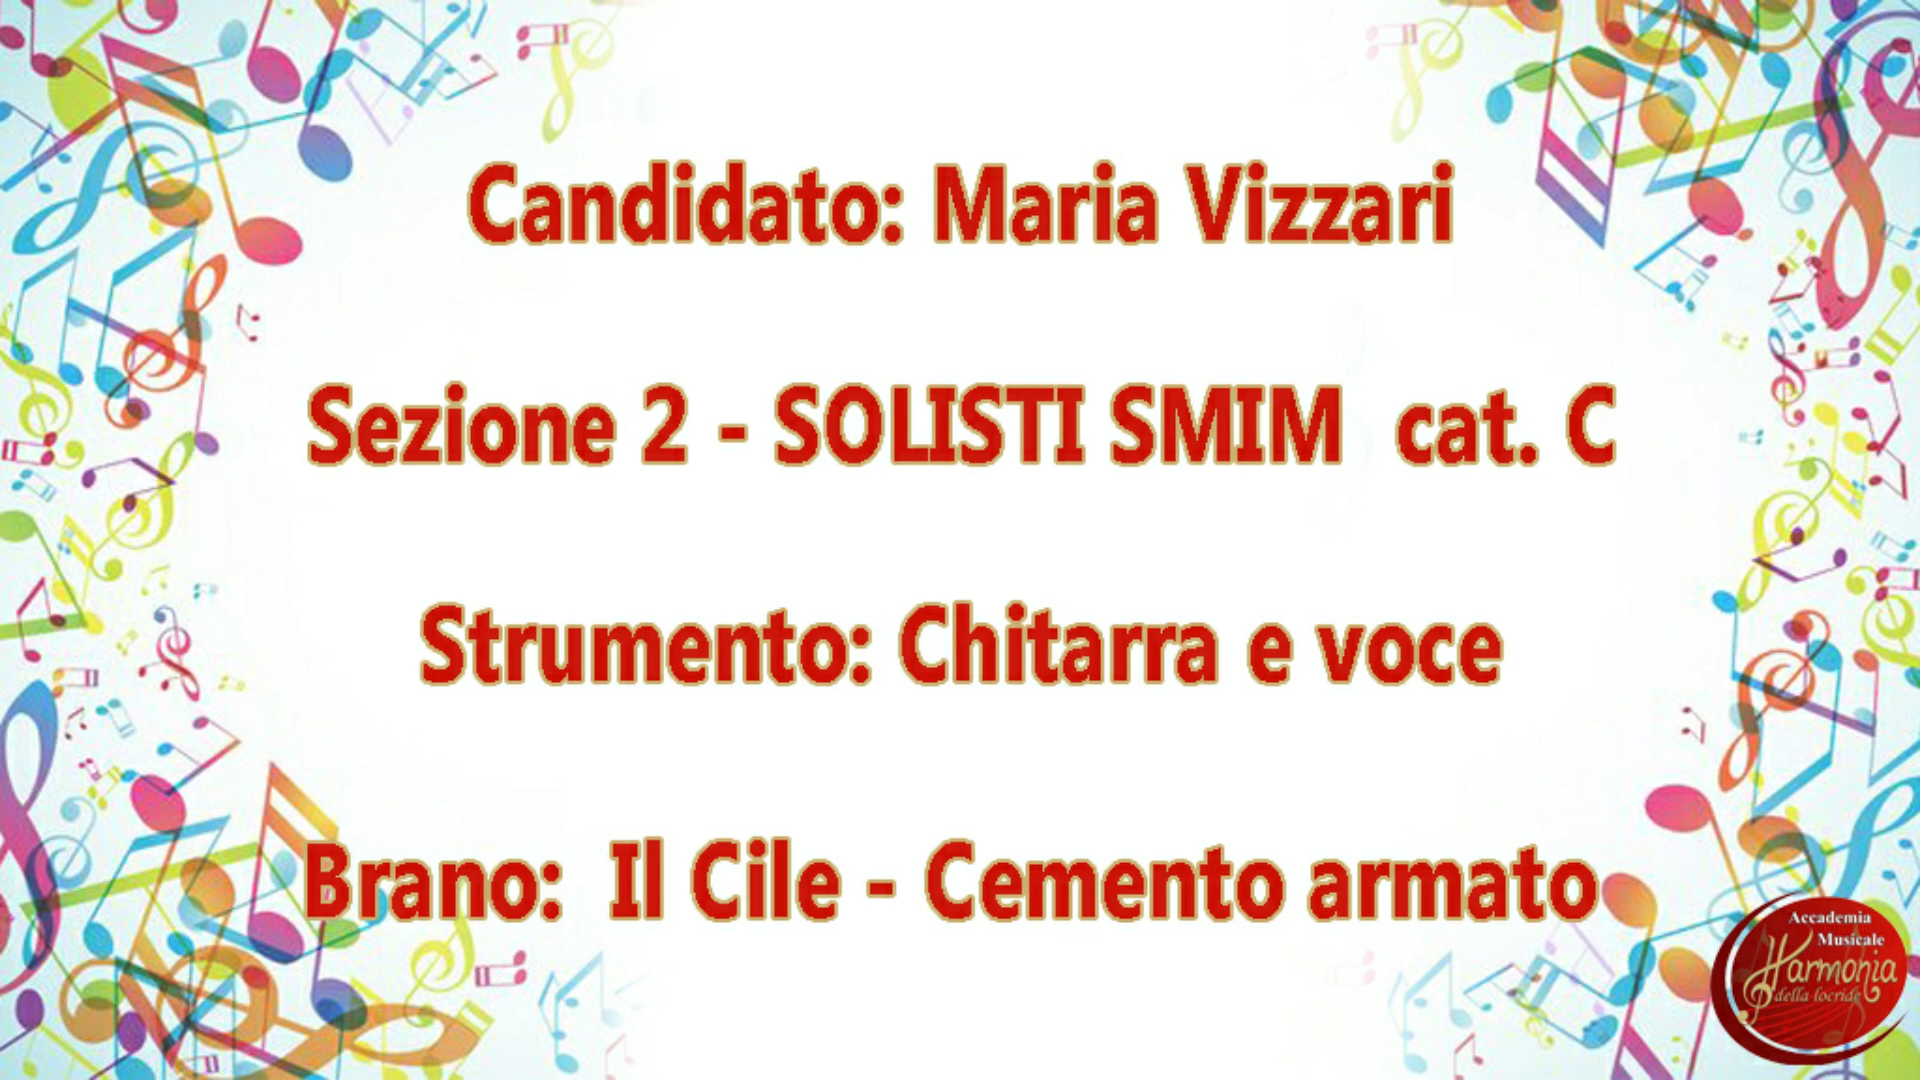 Candidato: Maria Vizzari
Sezione 2 - SOLISTI SMIM cat. C
Strumento: Chitarra e voce
Brano: Il Cile - Cemento armato
Accademia
Musicale
Harmonia
della locride